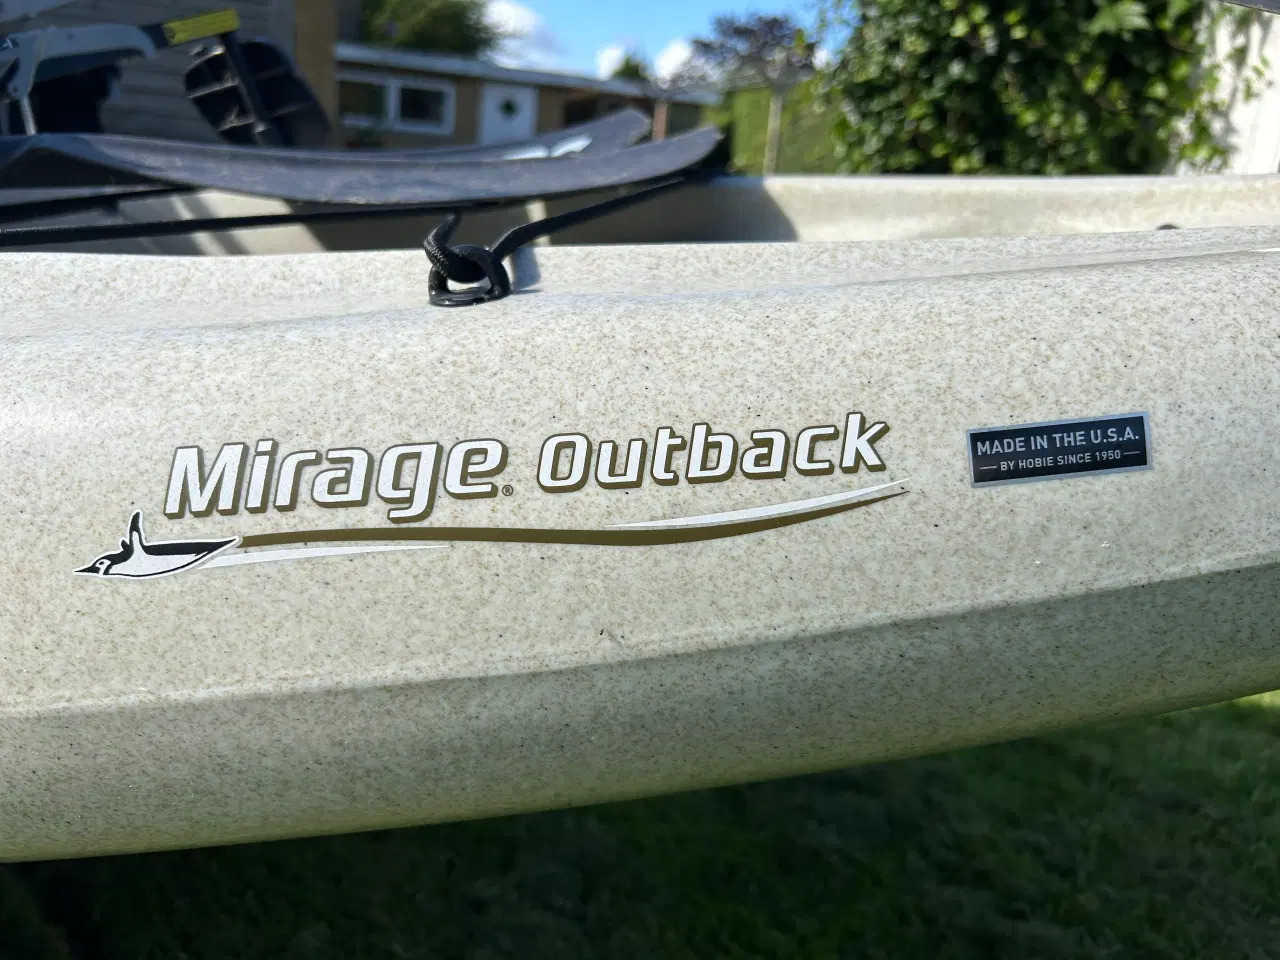 Mirage® Outback
MADE IN THE U.S.A.
— BY HOBIE SINCE 1950 —